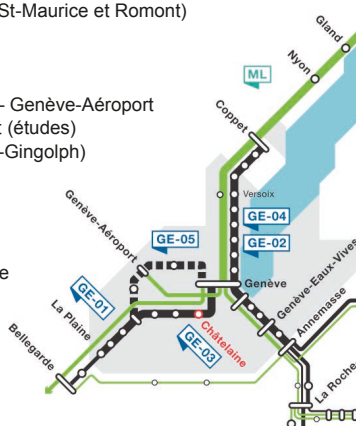 St-Maurice et Romont)
- Genève-Aéroport
(études)
-Gingolph)
e
Gland
Nyon
ML
Coppet
Versoix
Genève-Aéroport
GE-05
GE-04
GE-02
GE-01
La Plaine
Genève
Genève-Eaux-Vives
Annemasse
Châtelaine
GE-03
Bellegarde
La Roche